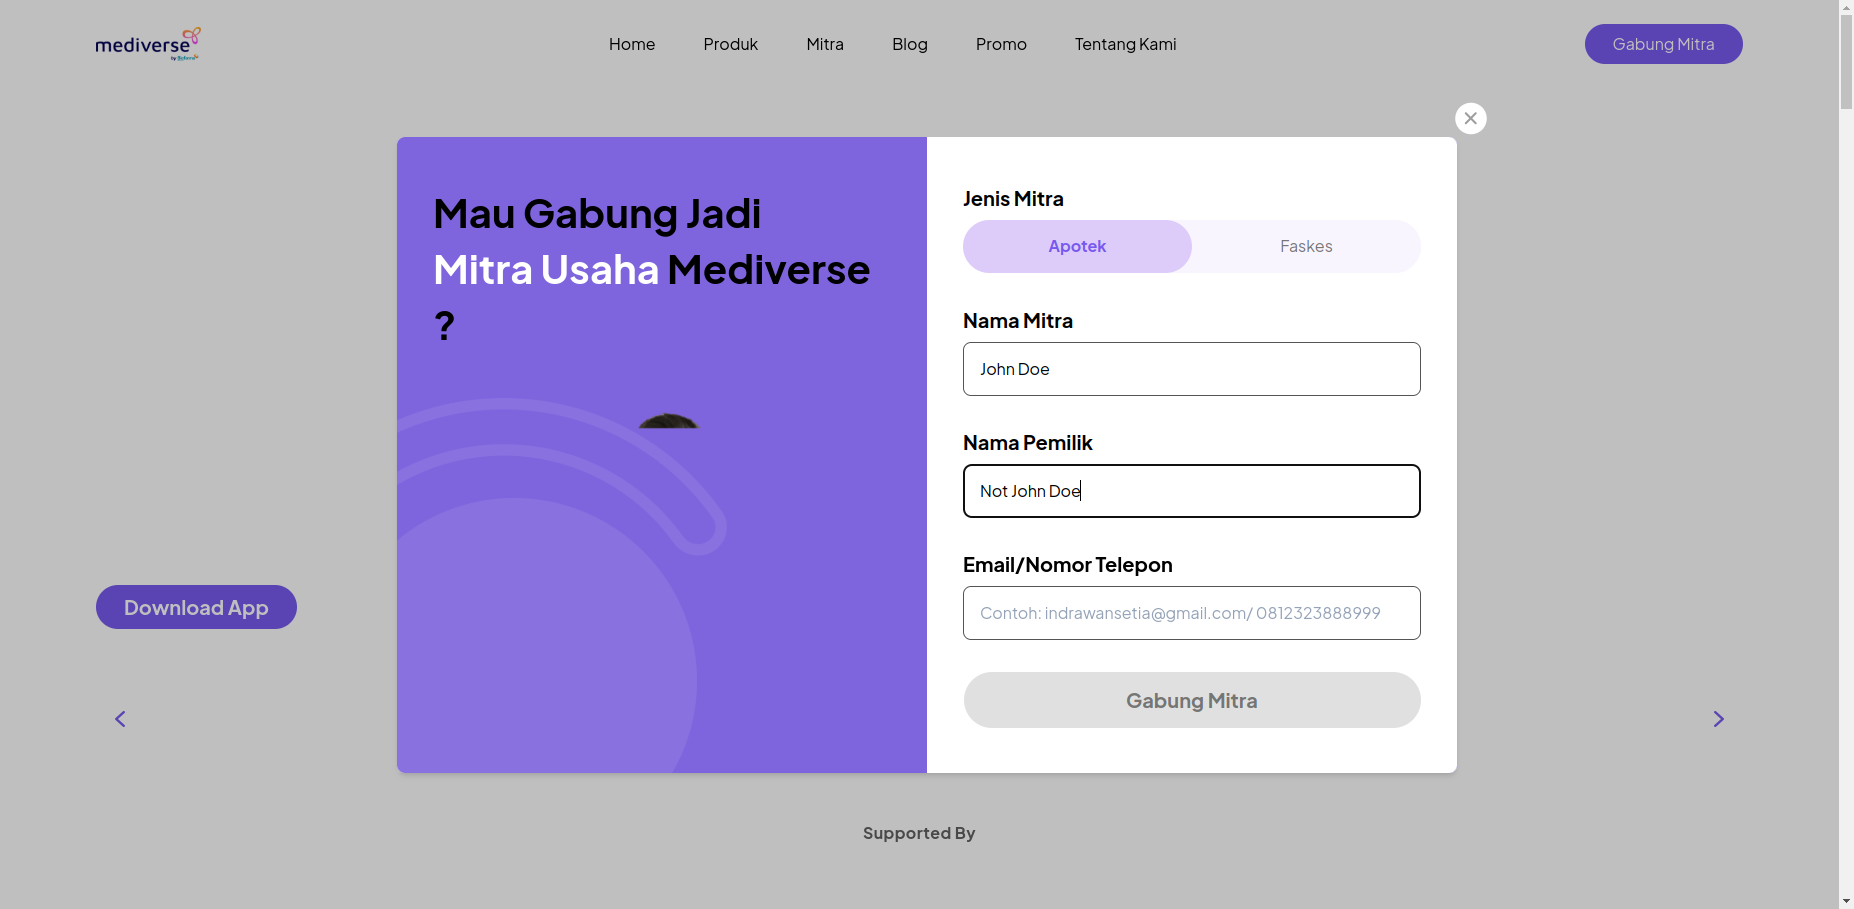 mediverse
Home
Produk
Mitra
Blog
Promo
Tentang Kami
Gabung Mitra
Mau Gabung Jadi
Mitra Usaha Mediverse
?
Jenis Mitra
Apotek
Faskes
Nama Mitra
John Doe
Nama Pemilik
Not John Doe
Email/Nomor Telepon
Contoh: indrawansetia@gmail.com/ 0812323888999
Gabung Mitra
Download App
Supported By